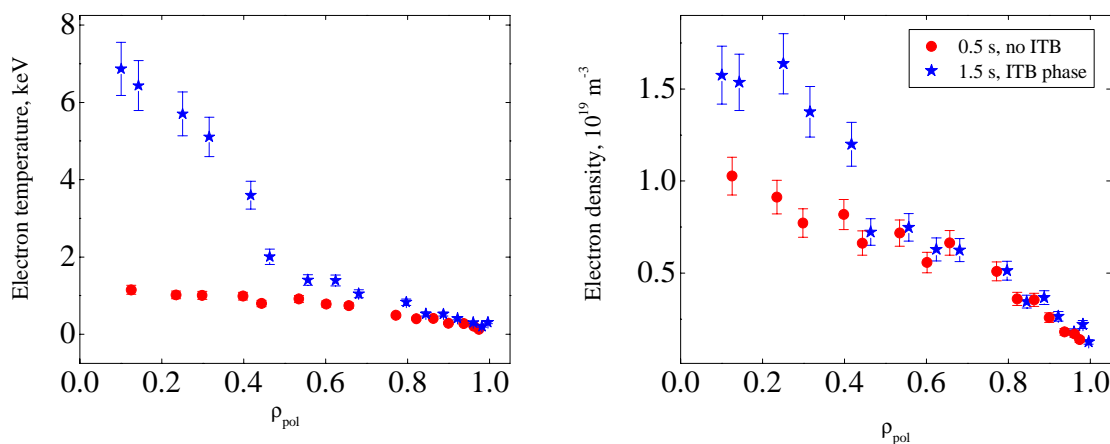 8
6
4
2
0
Electron temperature, keV
0.0 0.2 0.4 0.6 0.8 1.0
ρpol
1.5
1.0
0.5
Electron density, 10^19 m^-3
0.5 s, no ITB
1.5 s, ITB phase
0.0 0.2 0.4 0.6 0.8 1.0
ρpol